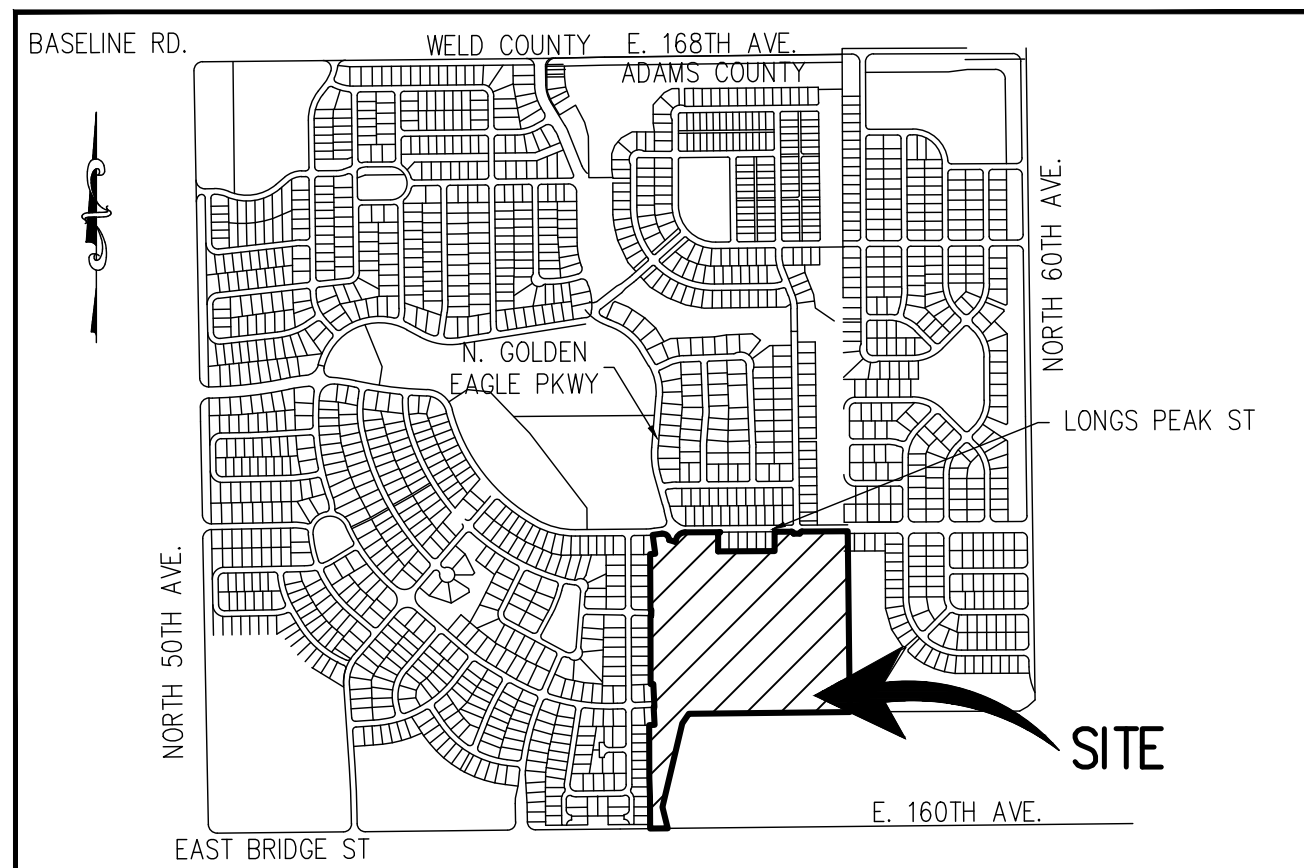 BASELINE RD.
WELD COUNTY E. 168TH AVE.
ADAMS COUNTY
NORTH 60TH AVE.
N. GOLDEN
EAGLE PKWY
LONGS PEAK ST
NORTH 50TH AVE.
SITE
E. 160TH AVE.
EAST BRIDGE ST